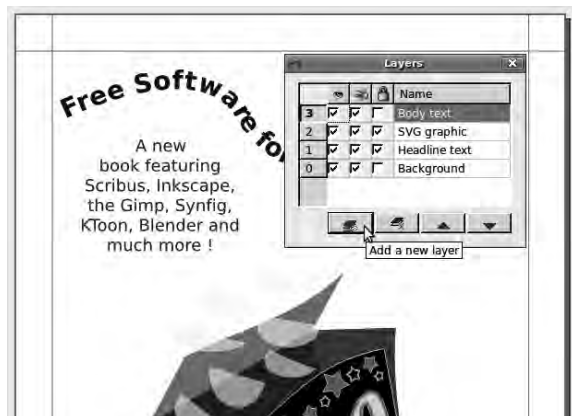 Free Software fo
A new
book featuring
Scribus, Inkscape,
the Gimp, Synfig,
KToon, Blender and
much more !
Layers
Name
3 Body text
2 SVG graphic
1 Headline text
0 Background
Add a new layer